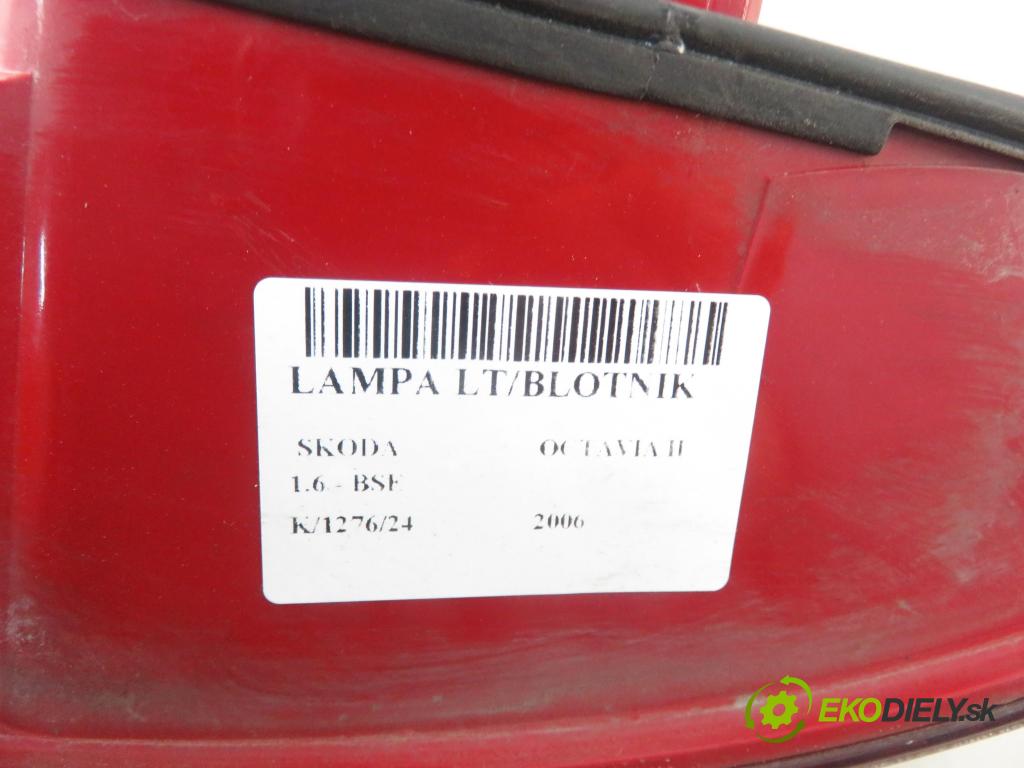 LAMPA LT/BLOTNIK
SKODA OCTAVIA II
1.6 - BSE
K/1276/24 2006
EKODIELY.sk